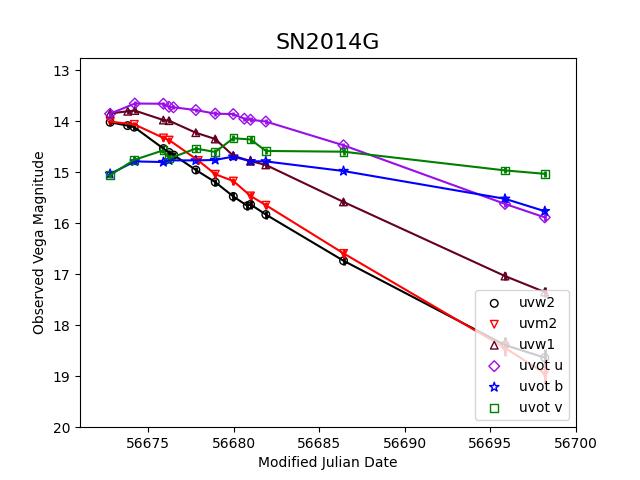 SN2014G
13
14
15
16
17
18
19
20
Observed Vega Magnitude
uvw2
uvm2
uvw1
uvot u
uvot b
uvot v
56675 56680 56685 56690 56695 56700
Modified Julian Date